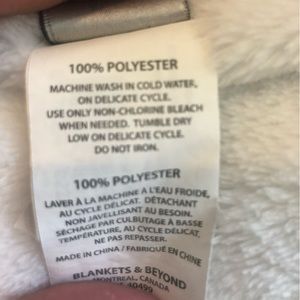 100% POLYESTER
MACHINE WASH IN COLD WATER,
ON DELICATE CYCLE.
USE ONLY NON-CHLORINE BLEACH
WHEN NEEDED. TUMBLE DRY
LOW ON DELICATE CYCLE.
DO NOT IRON.
100% POLYESTER
LAVER À LA MACHINE À L'EAU FROIDE,
AU CYCLE DÉLICAT. DÉTACHANT
NON JAVELLISANT AU BESOIN.
SÉCHAGE PAR CULBUTAGE À BASSE
TEMPÉRATURE, AU CYCLE DÉLICAT.
NE PAS REPASSER.
MADE IN CHINA / FABRIQUÉ EN CHINE
BLANKETS & BEYOND
MONTREAL, CANADA
40499